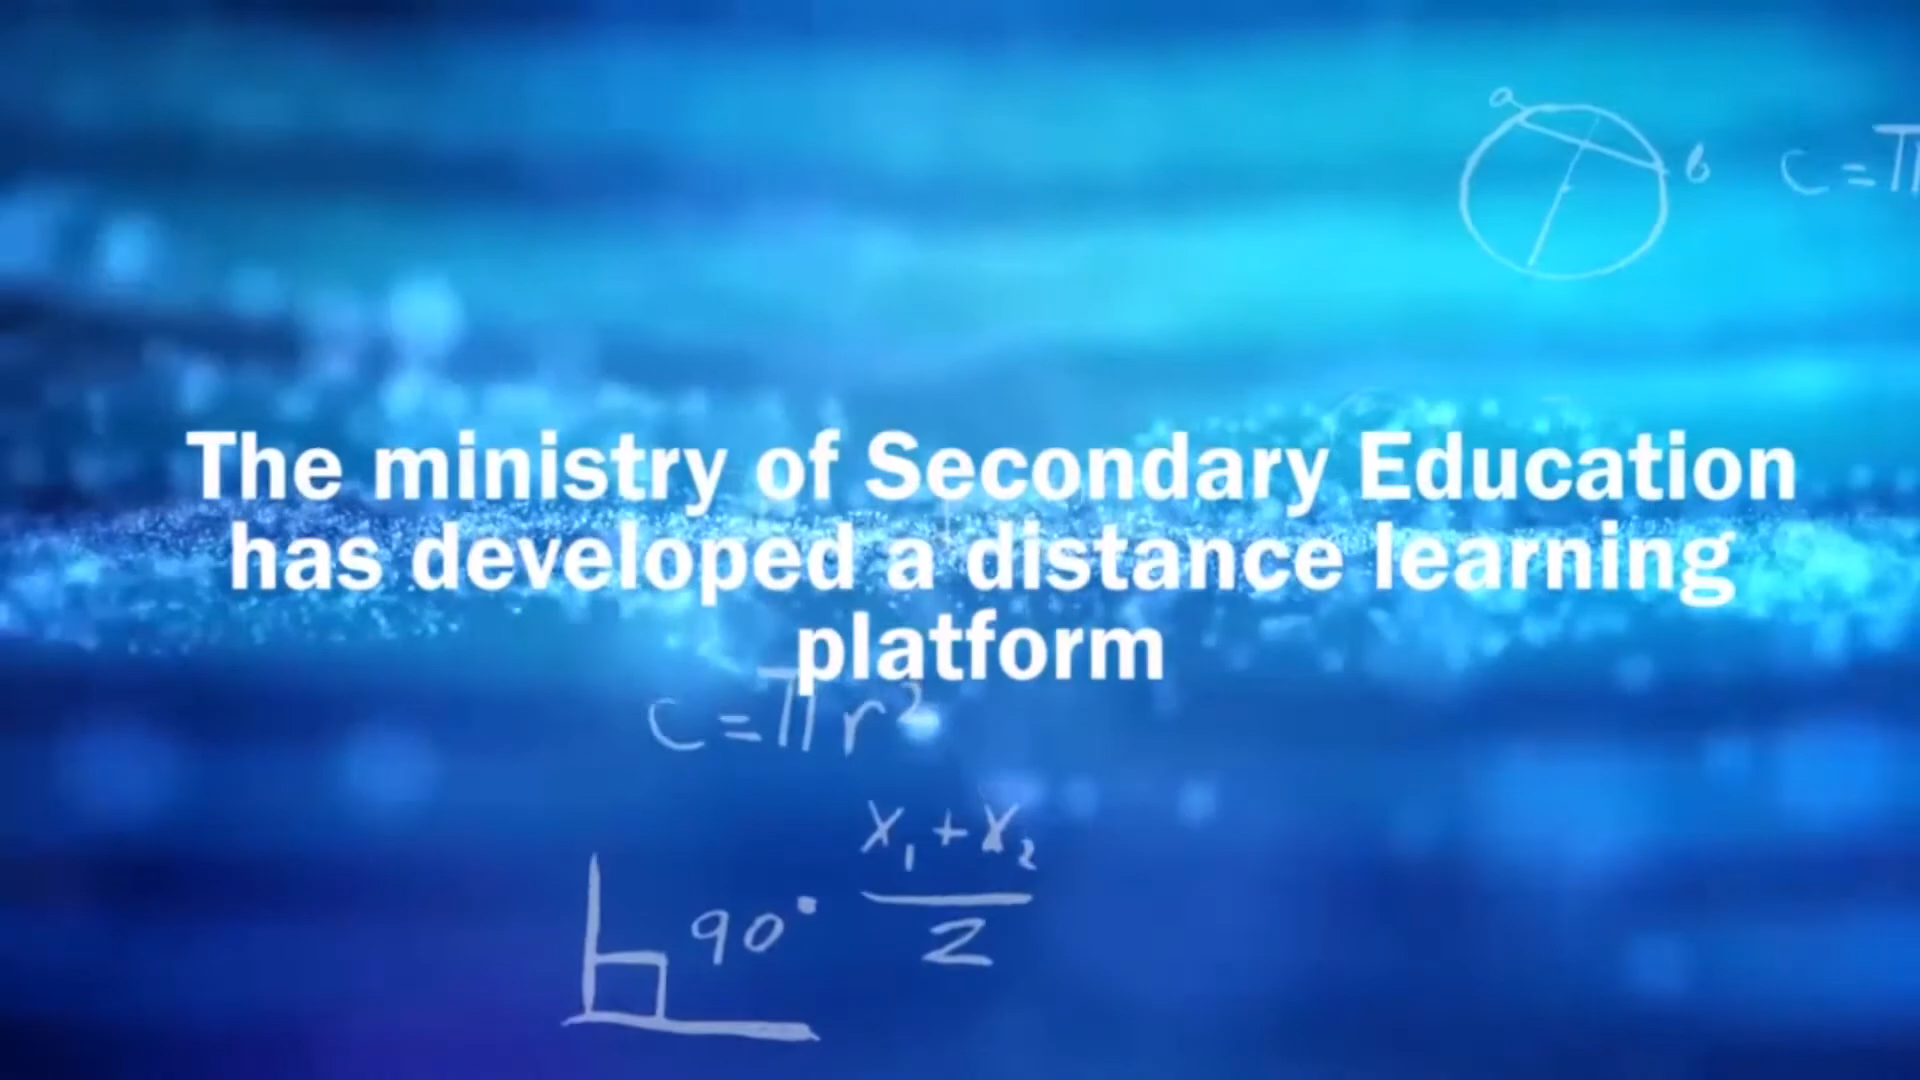 a
b C=π
The ministry of Secondary Education
has developed a distance learning
platform
C=πr²
x₁+x₂
90°
2